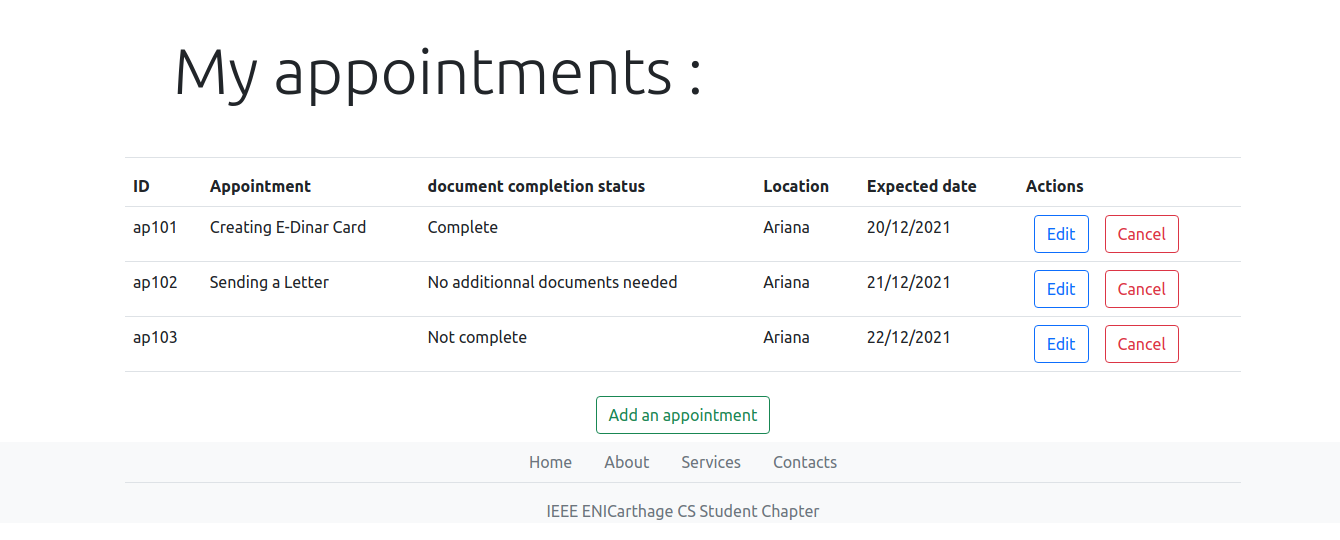 My appointments :
ID Appointment document completion status Location Expected date Actions
ap101 Creating E-Dinar Card Complete Ariana 20/12/2021 Edit Cancel
ap102 Sending a Letter No additionnal documents needed Ariana 21/12/2021 Edit Cancel
ap103 Not complete Ariana 22/12/2021 Edit Cancel
Add an appointment
Home About Services Contacts
IEEE ENICarthage CS Student Chapter